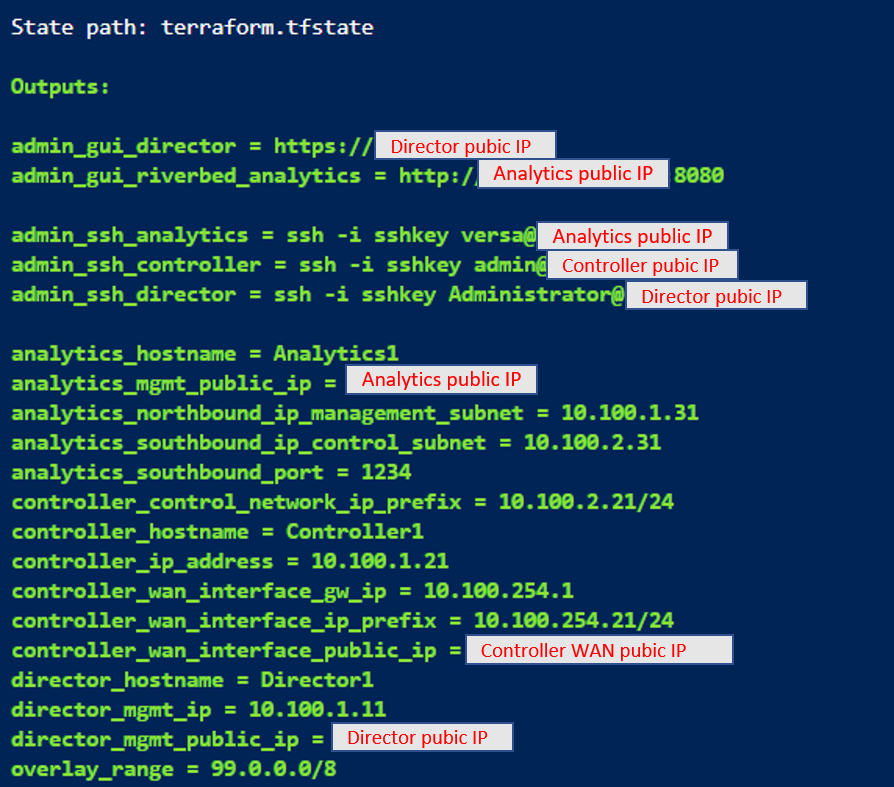 State path: terraform.tfstate
Outputs:
admin_gui_director = https:// Director pubic IP
admin_gui_riverbed_analytics = http:/ Analytics public IP 8080
admin_ssh_analytics = ssh -i sshkey versa@ Analytics public IP
admin_ssh_controller = ssh -i sshkey admin@ Controller pubic IP
admin_ssh_director = ssh -i sshkey Administrator@ Director pubic IP
analytics_hostname = Analytics1
analytics_mgmt_public_ip = Analytics public IP
analytics_northbound_ip_management_subnet = 10.100.1.31
analytics_southbound_ip_control_subnet = 10.100.2.31
analytics_southbound_port = 1234
controller_control_network_ip_prefix = 10.100.2.21/24
controller_hostname = Controller1
controller_ip_address = 10.100.1.21
controller_wan_interface_gw_ip = 10.100.254.1
controller_wan_interface_ip_prefix = 10.100.254.21/24
controller_wan_interface_public_ip = Controller WAN pubic IP
director_hostname = Director1
director_mgmt_ip = 10.100.1.11
director_mgmt_public_ip = Director pubic IP
overlay_range = 99.0.0.0/8